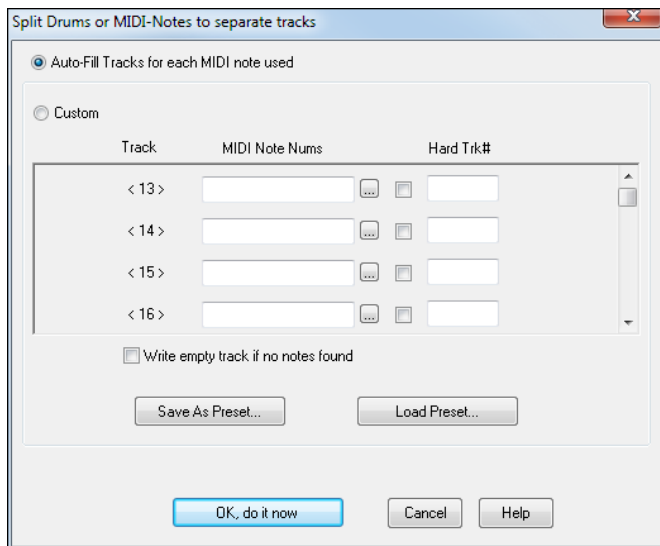 Split Drums or MIDI-Notes to separate tracks
Auto-Fill Tracks for each MIDI note used
Custom
Track MIDI Note Nums Hard Trk#
< 13 > ...
< 14 > ...
< 15 > ...
< 16 > ...
Write empty track if no notes found
Save As Preset... Load Preset...
OK, do it now Cancel Help